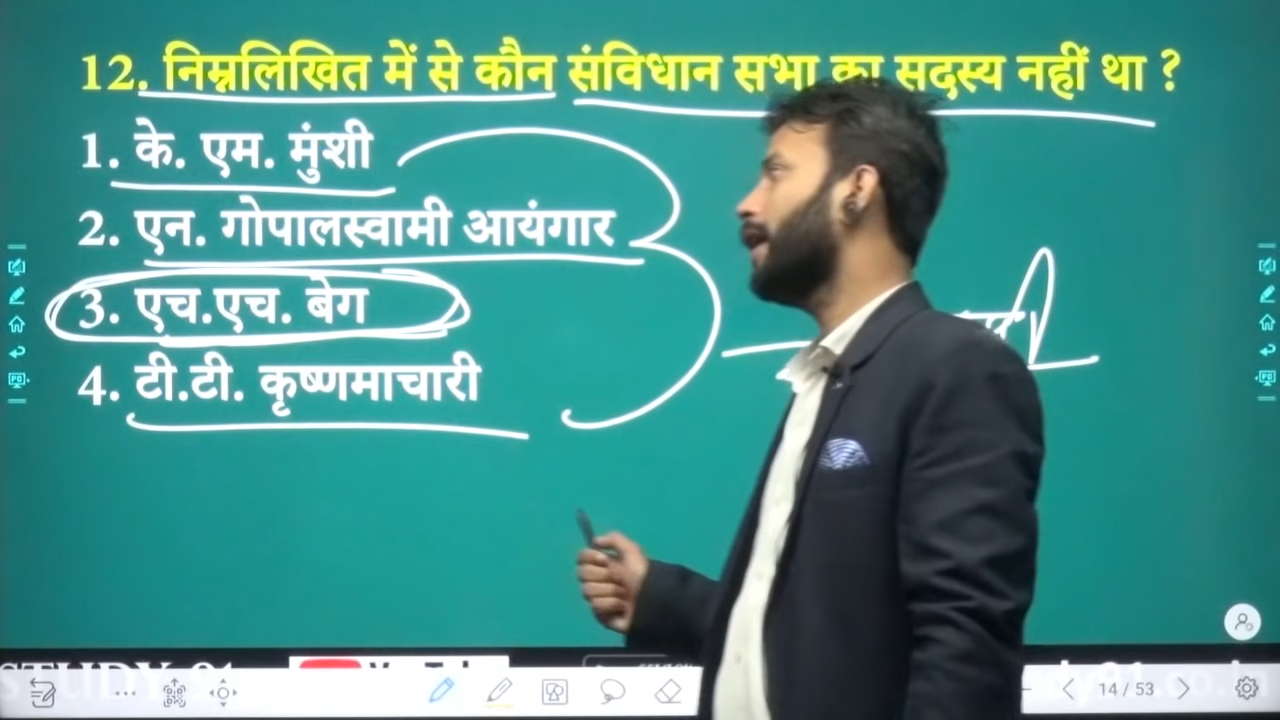 12. निम्नलिखित में से कौन संविधान सभा का सदस्य नहीं था ?
1. के. एम. मुंशी
2. एन. गोपालस्वामी आयंगार
3. एच.एच. बेग
4. टी.टी. कृष्णमाचारी
14 / 53